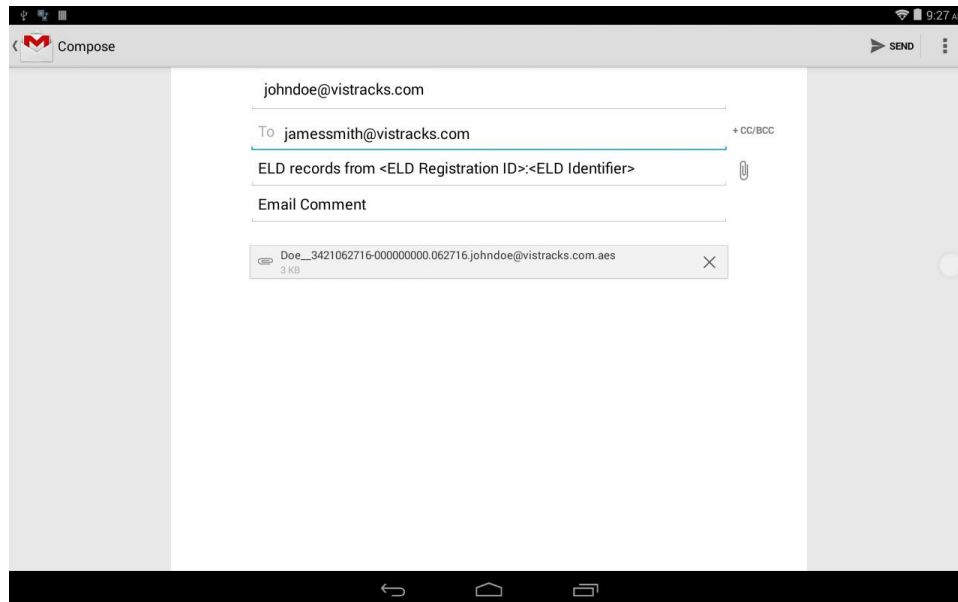 9:27 A
Compose
SEND
johndoe@vistracks.com
To jamessmith@vistracks.com
+ CC/BCC
ELD records from <ELD Registration ID>:<ELD Identifier>
Email Comment
Doe__3421062716-000000000.062716.johndoe@vistracks.com.aes
3 KB